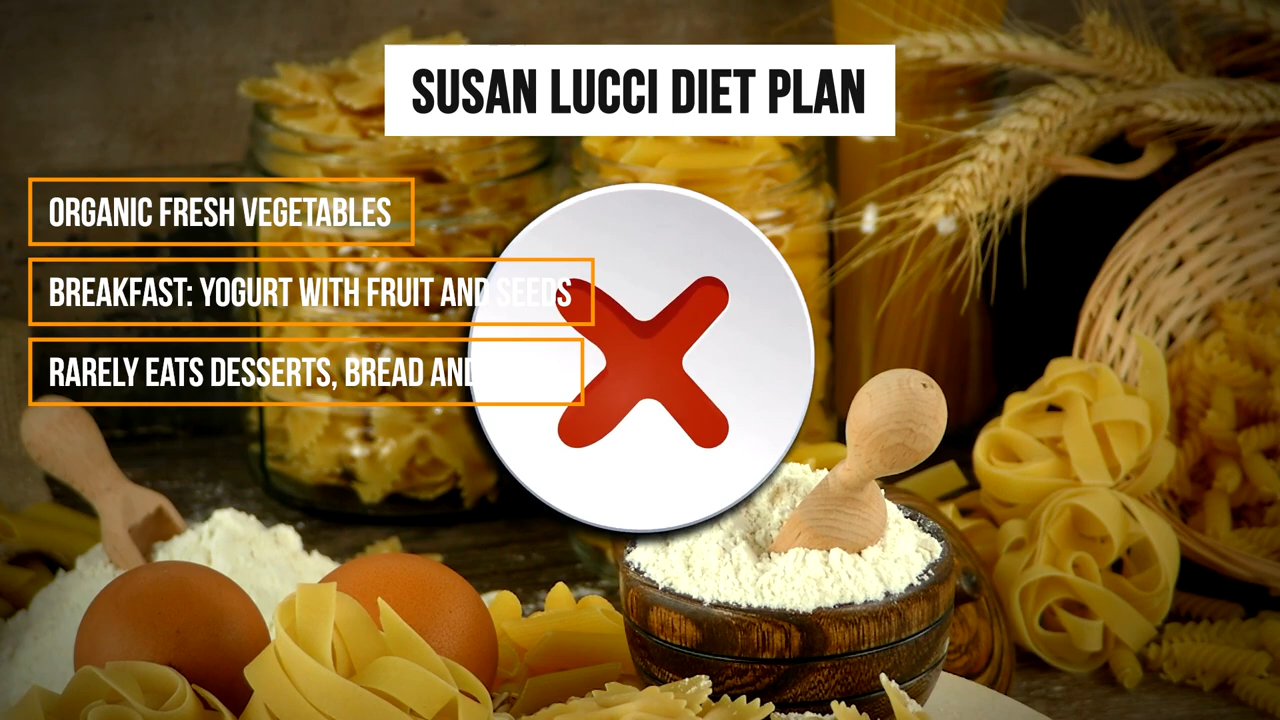 SUSAN LUCCI DIET PLAN
ORGANIC FRESH VEGETABLES
BREAKFAST: YOGURT WITH FRUIT AND SEEDS
RARELY EATS DESSERTS, BREAD AND